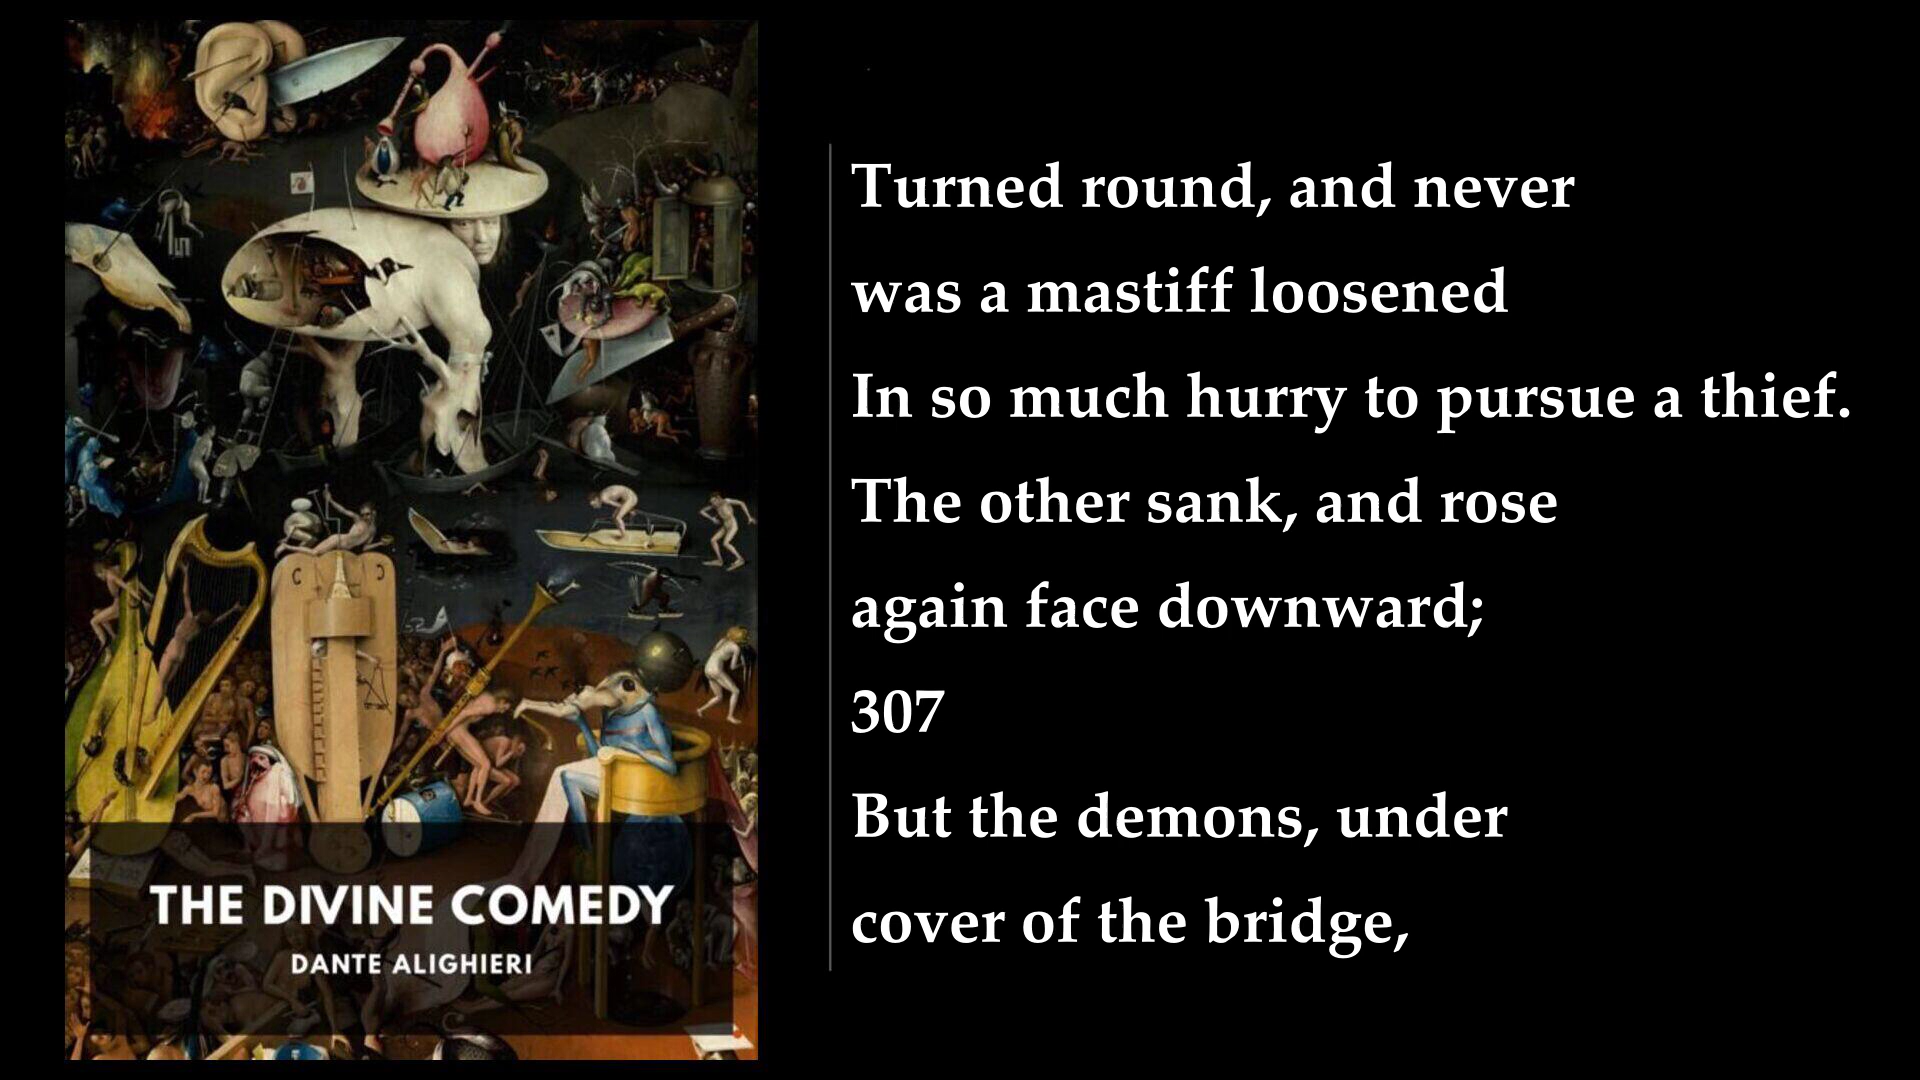 THE DIVINE COMEDY
DANTE ALIGHIERI
Turned round, and never
was a mastiff loosened
In so much hurry to pursue a thief.
The other sank, and rose
again face downward;
307
But the demons, under
cover of the bridge,